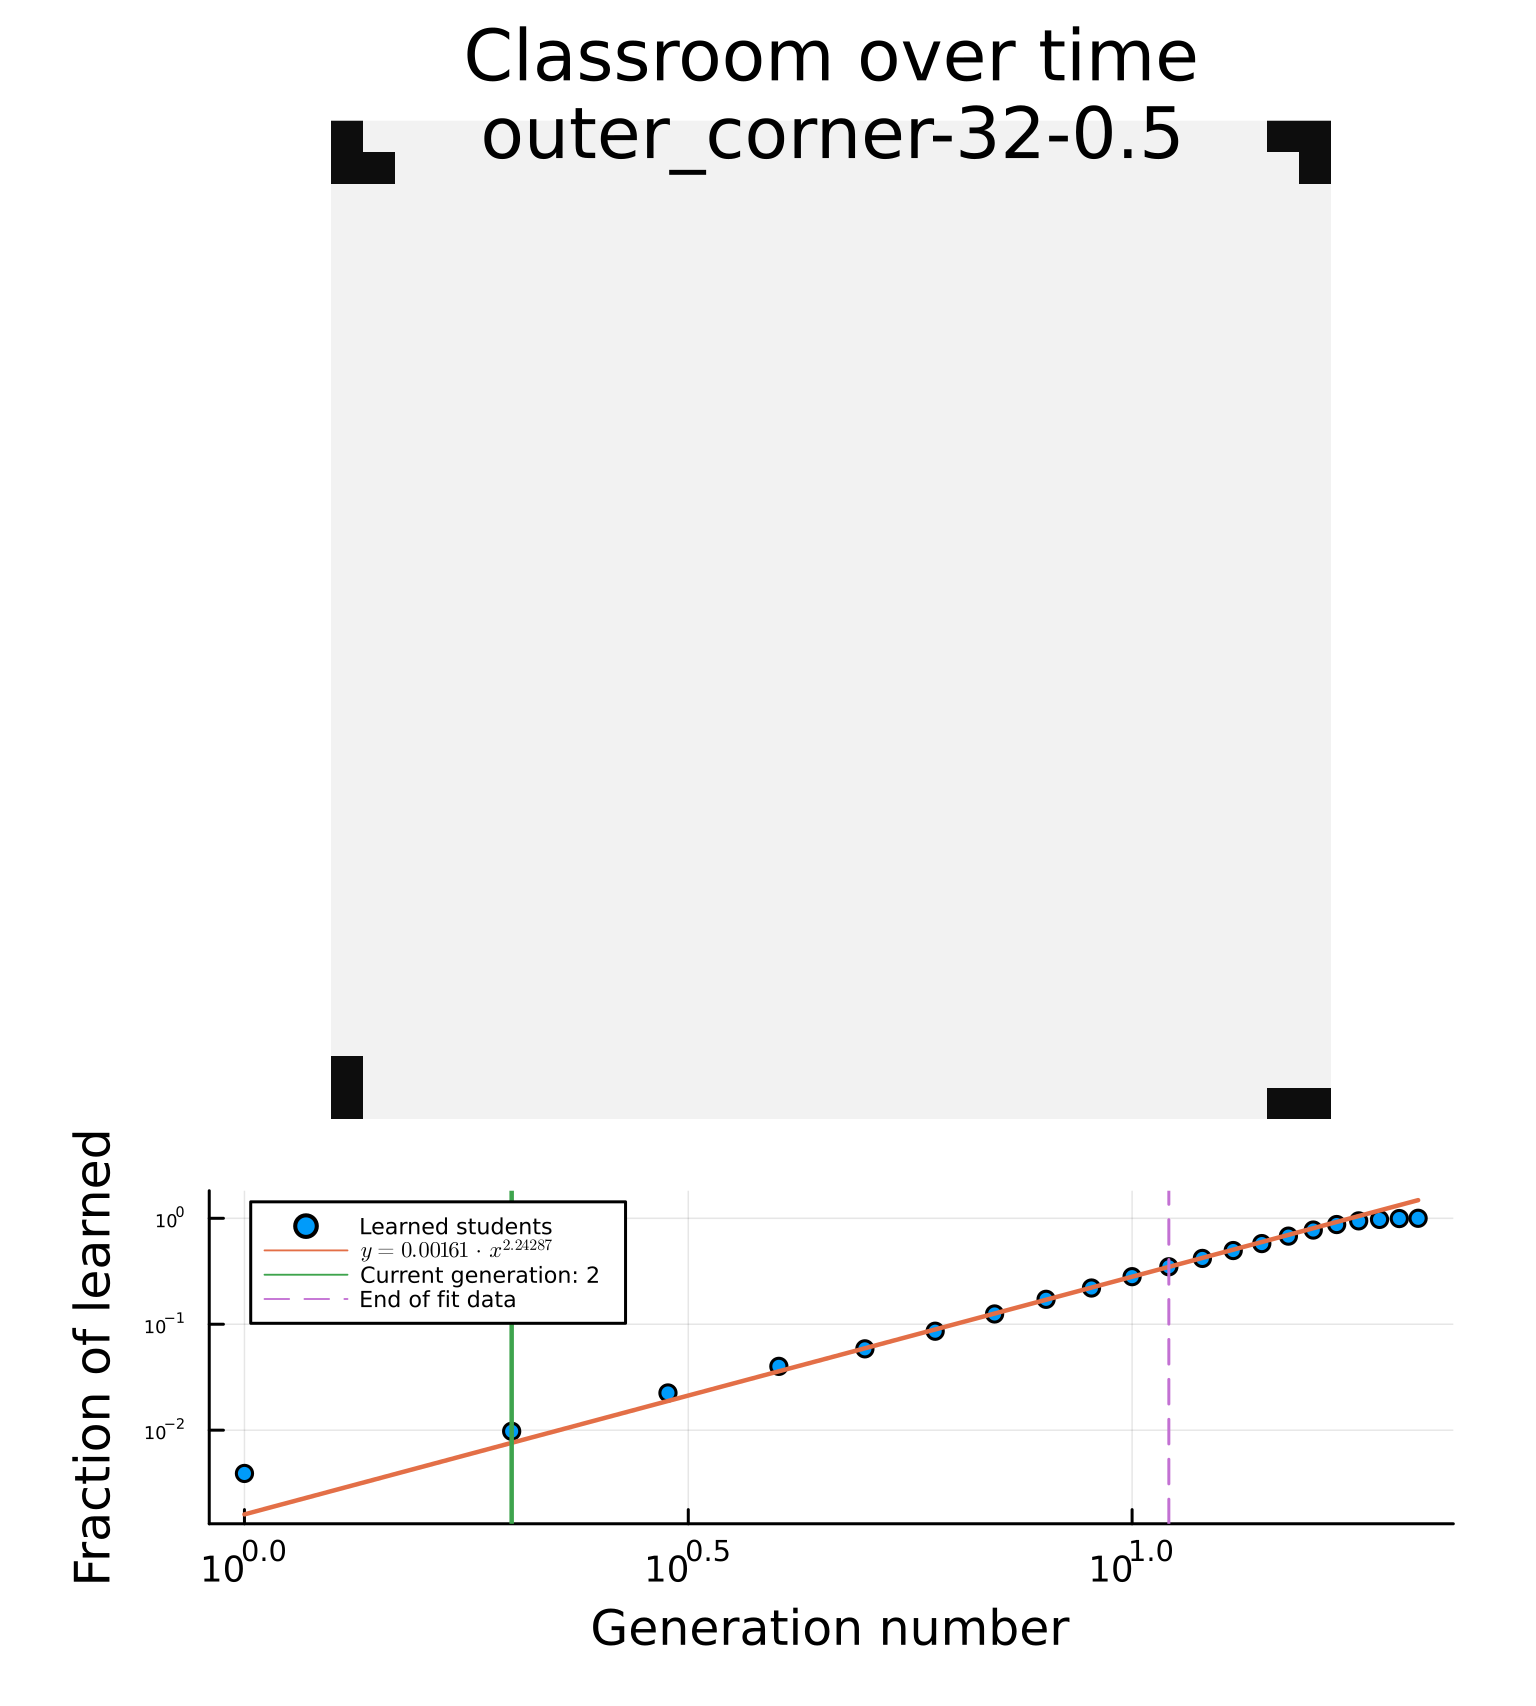 Classroom over time
outer_corner-32-0.5
Fraction of learned
10^0
10^-1
10^-2
Learned students
y = 0.00161 · x^2.24287
Current generation: 2
End of fit data
10^0.0
10^0.5
10^1.0
Generation number